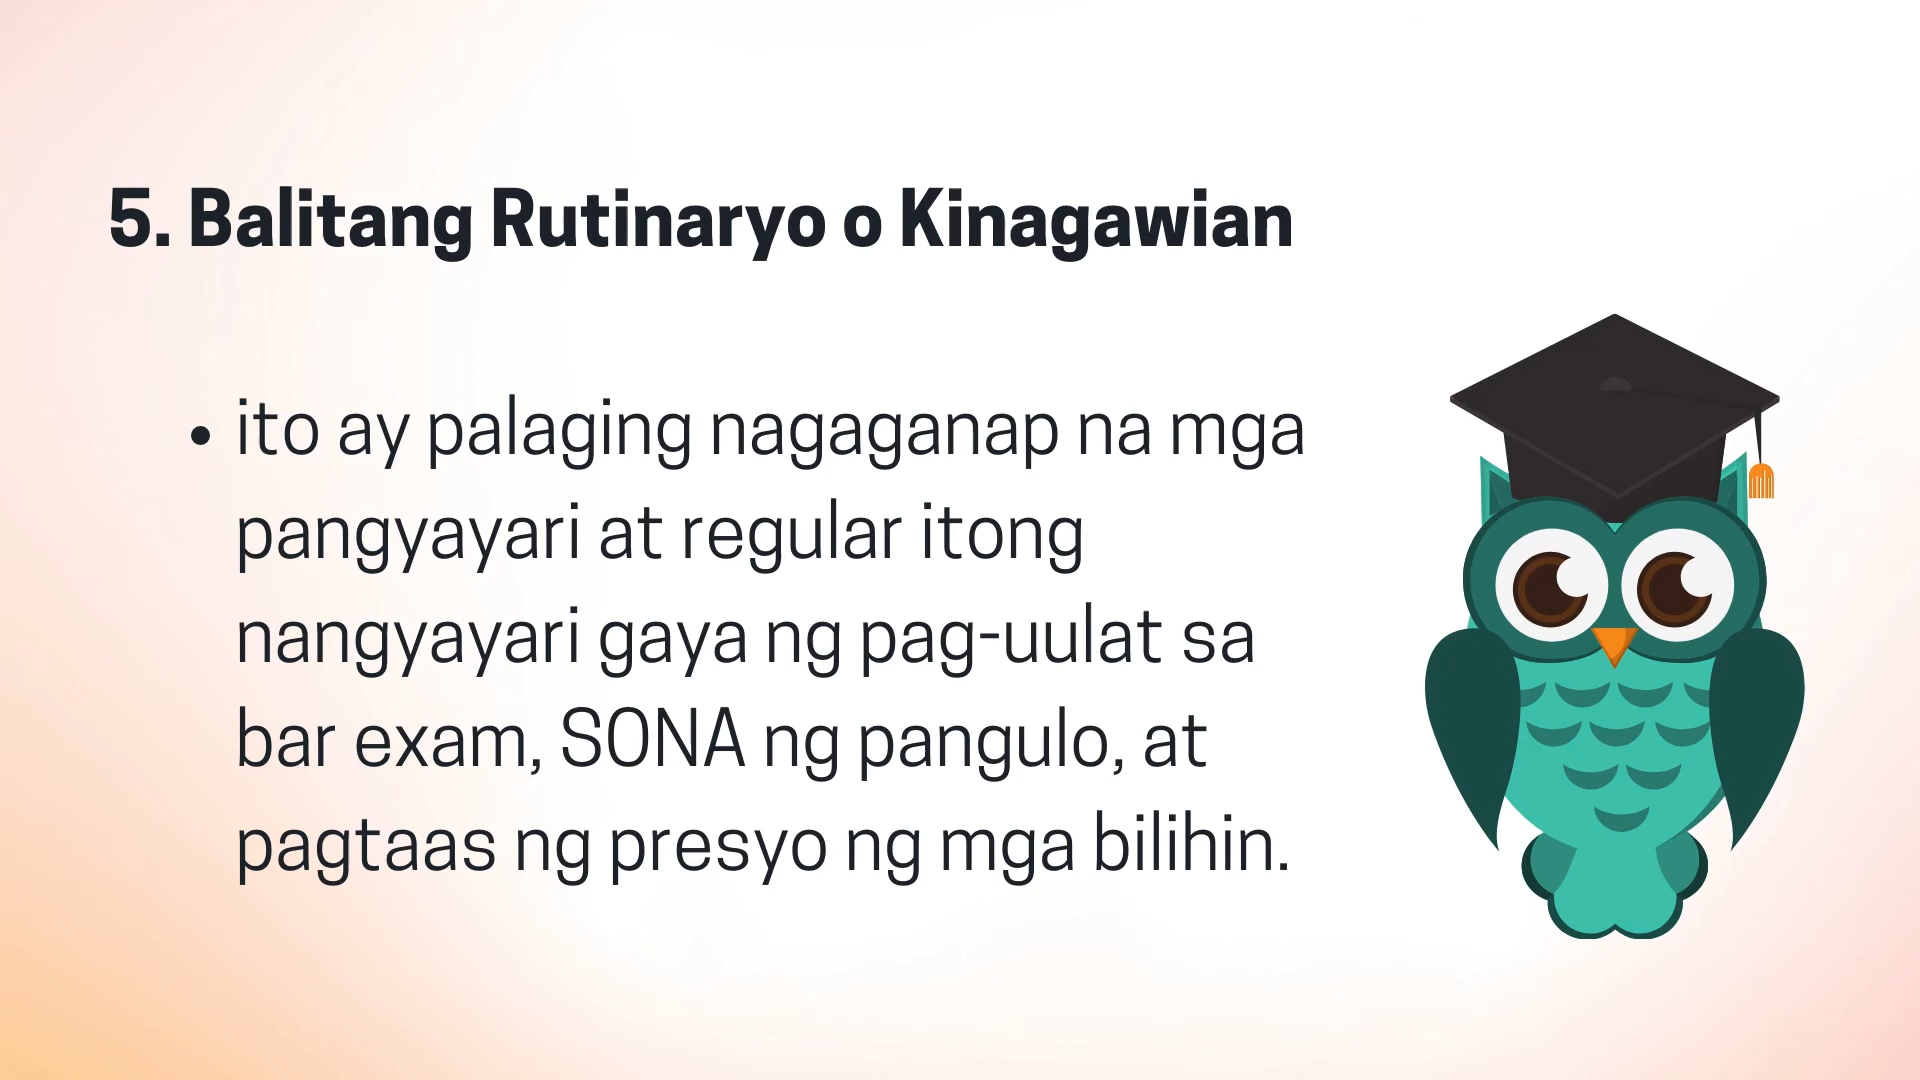 5. Balitang Rutinaryo o Kinagawian
• ito ay palaging nagaganap na mga
pangyayari at regular itong
nangyayari gaya ng pag-uulat sa
bar exam, SONA ng pangulo, at
pagtaas ng presyo ng mga bilihin.